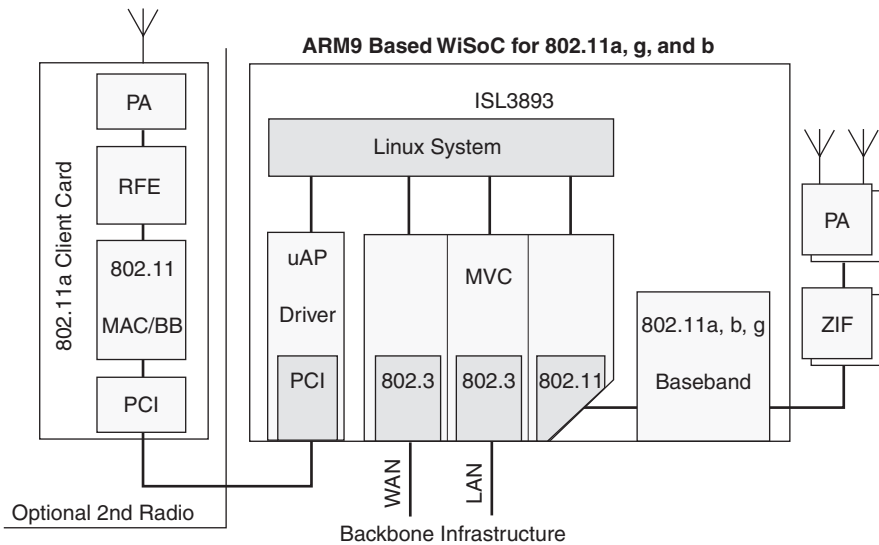 ARM9 Based WiSoC for 802.11a, g, and b
802.11a Client Card
PA
RFE
802.11
MAC/BB
PCI
Optional 2nd Radio
ISL3893
Linux System
uAP
Driver
PCI
MVC
802.3
802.3
802.11
802.11a, b, g
Baseband
PA
ZIF
WAN
LAN
Backbone Infrastructure